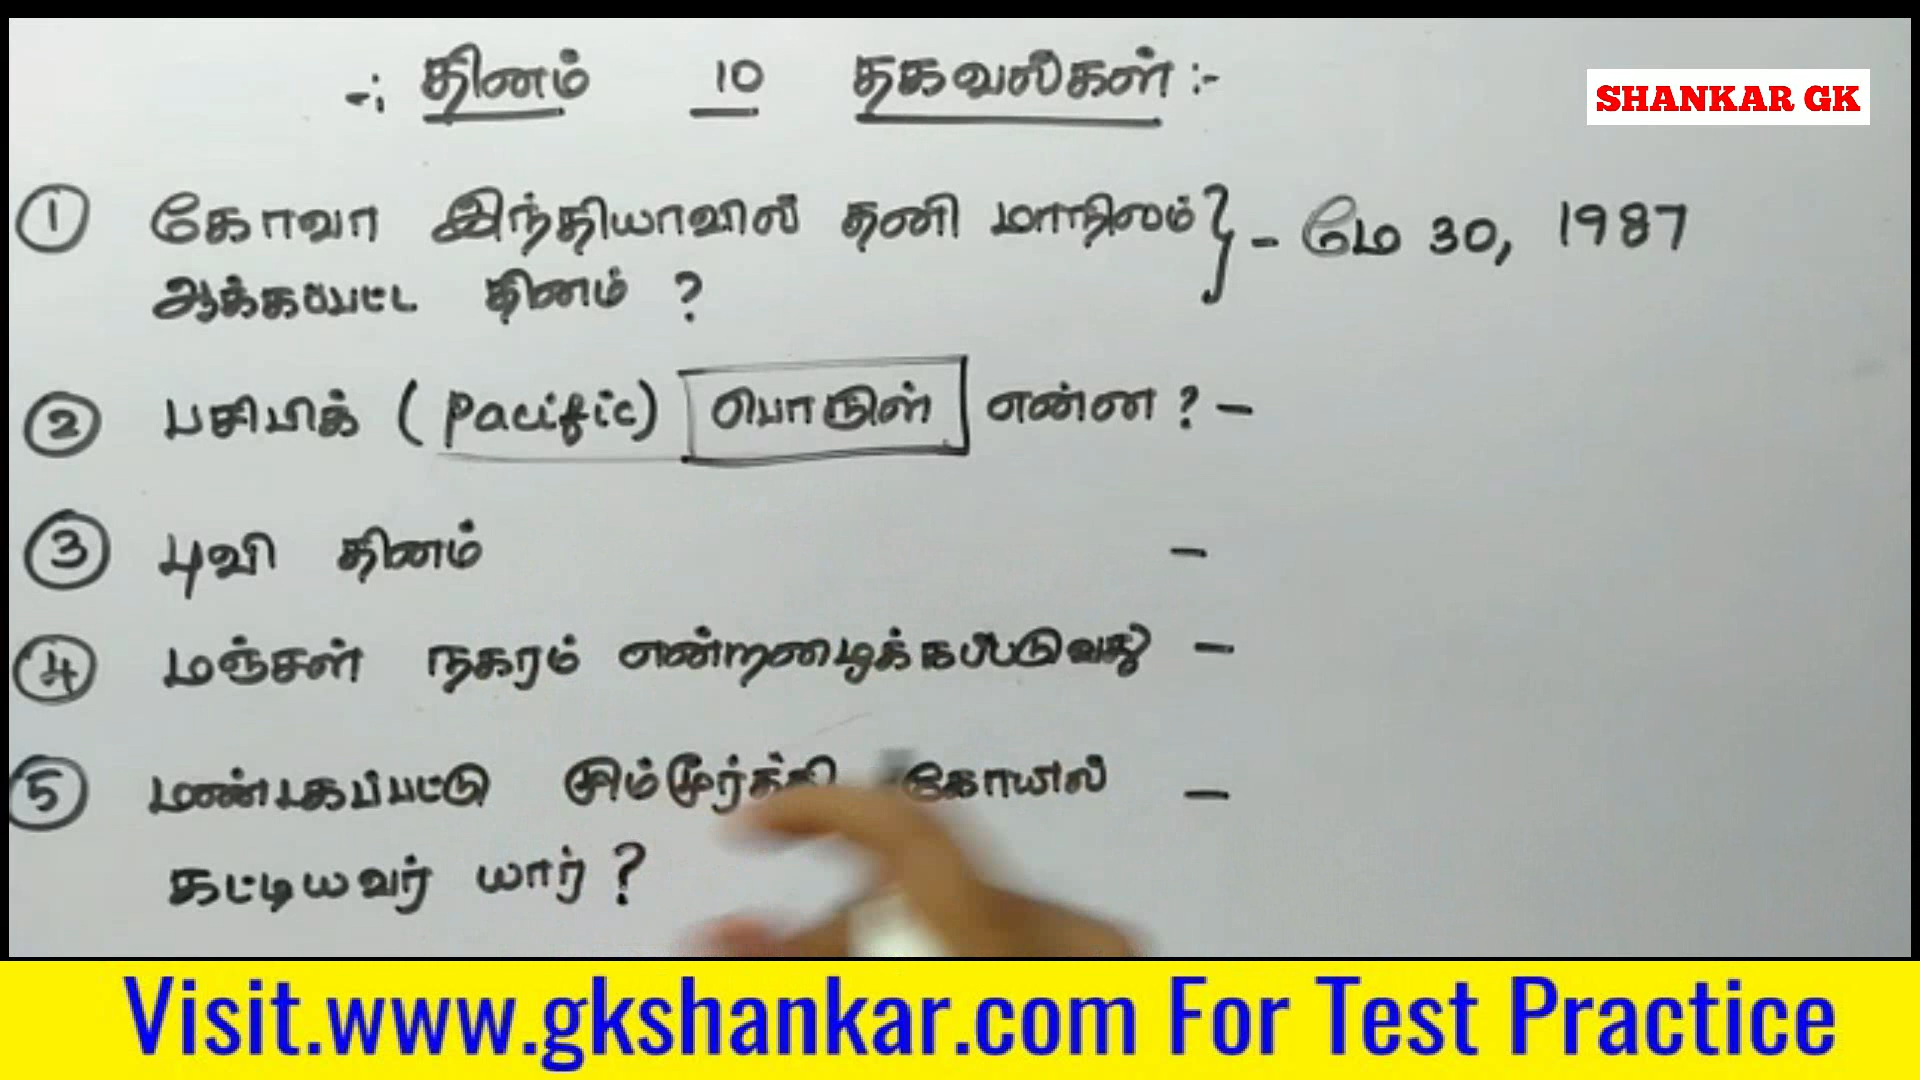 -: தினம் 10 தகவல்கள் :-
SHANKAR GK
① கோவா இந்தியாவில் தனி மாநிலம் } - மே 30, 1987
ஆக்கப்பட்ட தினம் ?
② பசிபிக் (pacific) பொருள் என்ன ? -
③ புவி தினம் -
④ மஞ்சள் நகரம் என்றழைக்கப்படுவது -
⑤ மண்டகப்பட்டு கோயில் -
கட்டியவர் யார் ?
Visit.www.gkshankar.com For Test Practice